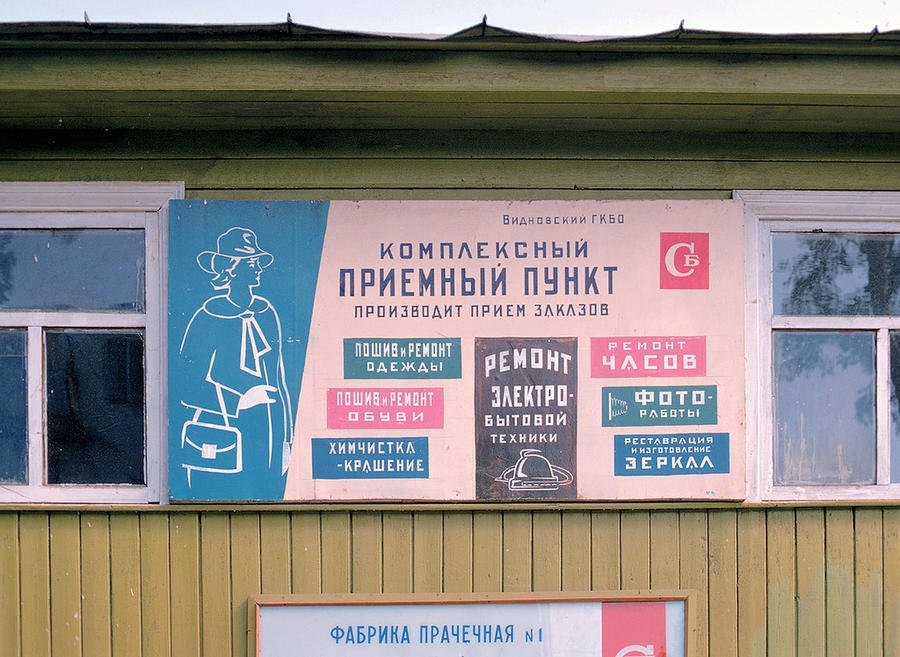 Видновский ГКБО
КОМПЛЕКСНЫЙ
ПРИЕМНЫЙ ПУНКТ
ПРОИЗВОДИТ ПРИЕМ ЗАКАЗОВ
СБ
ПОШИВ И РЕМОНТ
ОДЕЖДЫ
ПОШИВ И РЕМОНТ
ОБУВИ
ХИМЧИСТКА
-КРАШЕНИЕ
РЕМОНТ
ЭЛЕКТРО-
БЫТОВОЙ
ТЕХНИКИ
РЕМОНТ
ЧАСОВ
ФОТО-
РАБОТЫ
РЕСТАВРАЦИЯ
И ИЗГОТОВЛЕНИЕ
ЗЕРКАЛ
ФАБРИКА ПРАЧЕЧНАЯ N1
С